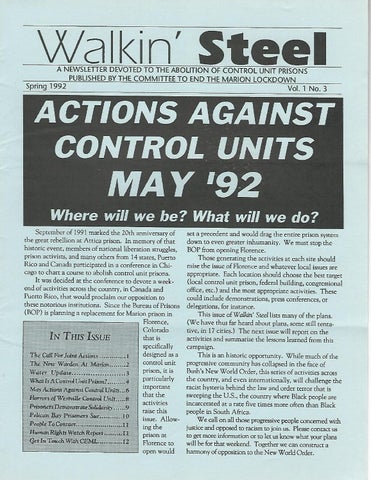 Walkin' Steel
A NEWSLETTER DEVOTED TO THE ABOLITION OF CONTROL UNIT PRISONS
PUBLISHED BY THE COMMITTEE TO END THE MARION LOCKDOWN
Spring 1992 Vol. 1 No. 3
ACTIONS AGAINST
CONTROL UNITS
MAY '92
Where will we be? What will we do?
September of 1991 marked the 20th anniversary of
the great rebellion at Attica prison. In memory of that
historic event, members of national liberation struggles,
prison activists, and many others from 14 states, Puerto
Rico and Canada participated in a conference in Chi-
cago to chart a course to abolish control unit prisons.
It was decided at the conference to devote a week-
end of activities across the country, in Canada and
Puerto Rico, that would proclaim our opposition to
these notorious institutions. Since the Bureau of Prisons
(BOP) is planning a replacement for Marion prison in
Florence,
Colorado
that is
specifically
designed as a
control unit
prison, it is
particularly
important
that the
activities
raise this
issue. Allow-
ing the
prison at
Florence to
open would
IN THIS ISSUE
The Call For Joint Actions ............1
The New Warden At Marion.......2
Water Updates
What Is A Control Unit Prison?.......4
May Actions Against Control Units...6
Horrors of Westville Control Unit.....8
Prisoners Demonstrate Solidarity......9
Pelican Bay Prisoners Sue.............10
People To Contact................11
Human Rights Watch Report...........12
Get In Touch With CEML............12
set a precedent and would drag the entire prison system
down to even greater inhumanity. We must stop the
BOP from opening Florence.
Those generating the activities at each site should
raise the issue of Florence and whatever local issues are
appropriate. Each location should choose the best target
(local control unit prison, federal building, congressional
office, etc.) and the most appropriate activities. These
could include demonstrations, press conferences, or
delegations, for instance.
This issue of Walkin' Steel lists many of the plans.
(We have thus far heard about plans, some still tenta-
tive, in 17 cities.) The next issue will report on the
activities and summarize the lessons learned from this
campaign.
This is an historic opportunity. While much of the
progressive community has collapsed in the face of
Bush's New World Order, this series of activities across
the country, and even internationally, will challenge the
racist hysteria behind the law and order terror that is
sweeping the U.S., the country where Black people are
incarcerated at a rate five times more often than Black
people in South Africa.
We call on all those progressive people concerned with
justice and opposed to racism to join us. Please contact us
to get more information or to let us know what your plans
will be for that weekend. Together we can construct a
harmony of opposition to the New World Order.